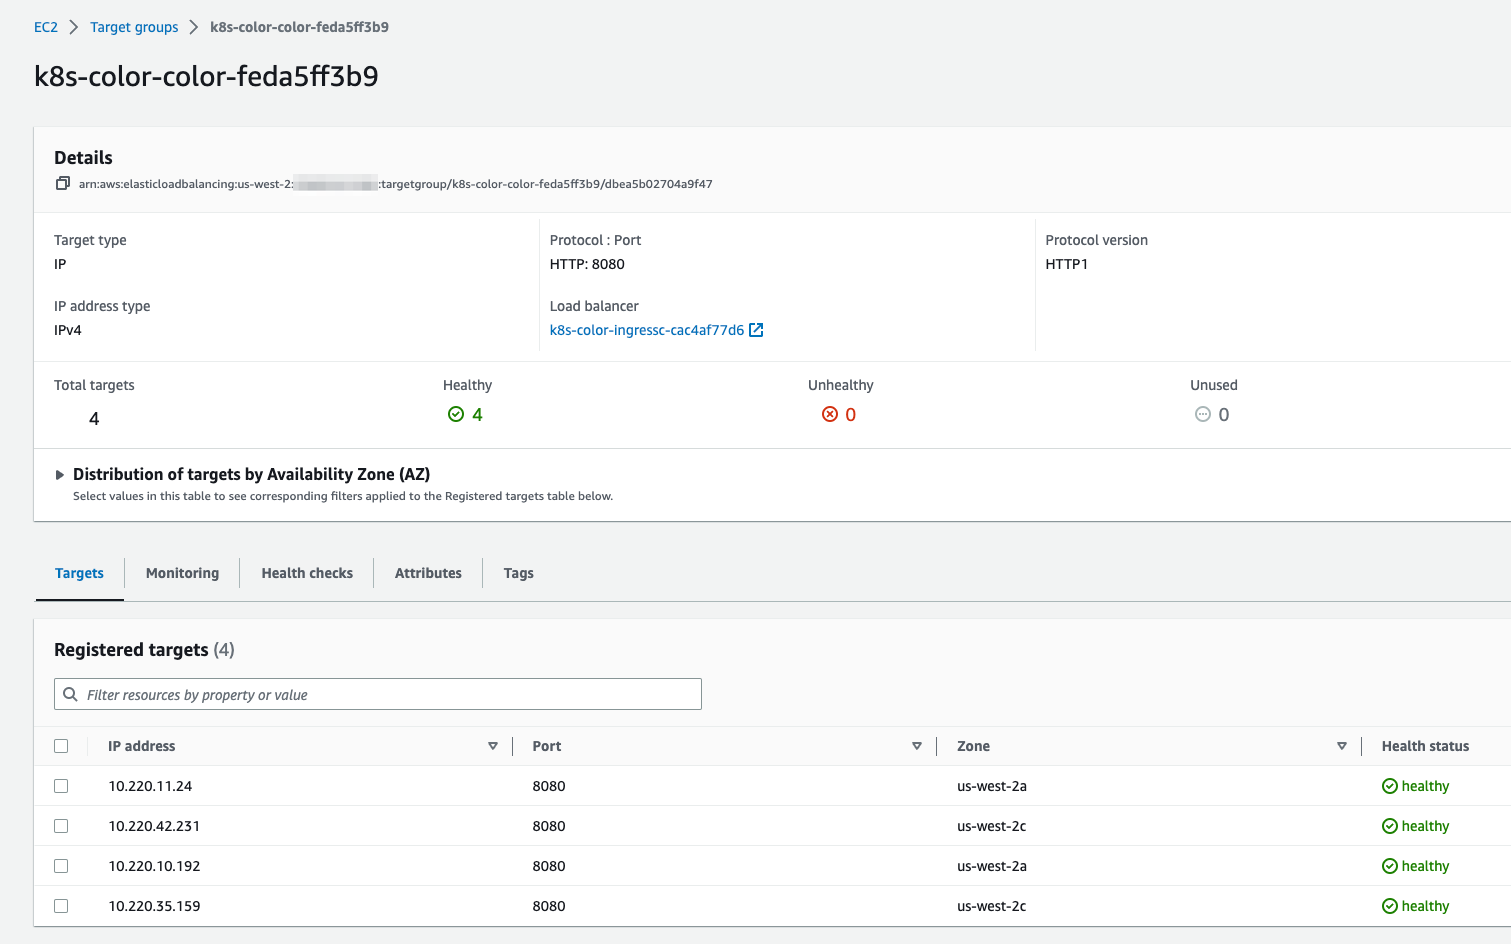 EC2 > Target groups > k8s-color-color-feda5ff3b9
k8s-color-color-feda5ff3b9
Details
arn:aws:elasticloadbalancing:us-west-2: :targetgroup/k8s-color-color-feda5ff3b9/dbea5b02704a9f47
Target type Protocol : Port Protocol version
IP HTTP: 8080 HTTP1
IP address type Load balancer
IPv4 k8s-color-ingressc-cac4af77d6
Total targets Healthy Unhealthy Unused
4 4 0 0
Distribution of targets by Availability Zone (AZ)
Select values in this table to see corresponding filters applied to the Registered targets table below.
Targets Monitoring Health checks Attributes Tags
Registered targets (4)
Filter resources by property or value
IP address Port Zone Health status
10.220.11.24 8080 us-west-2a healthy
10.220.42.231 8080 us-west-2c healthy
10.220.10.192 8080 us-west-2a healthy
10.220.35.159 8080 us-west-2c healthy